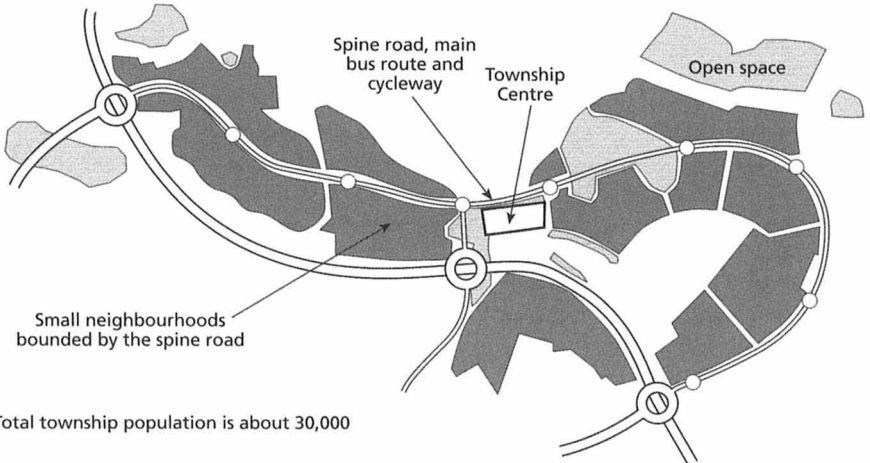 Spine road, main
bus route and
cycleway
Township
Centre
Open space
Small neighbourhoods
bounded by the spine road
Total township population is about 30,000